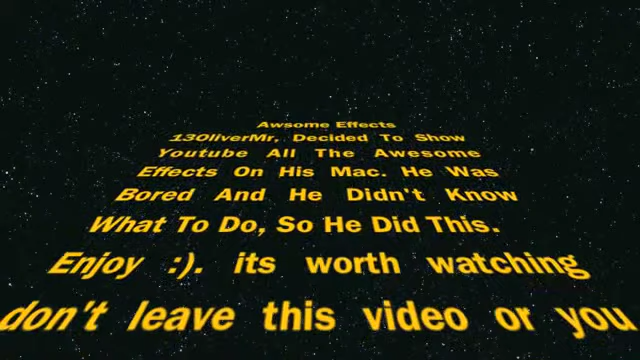 Awsome Effects
13OliverMr, Decided To Show
Youtube All The Awesome
Effects On His Mac. He Was
Bored And He Didn't Know
What To Do, So He Did This.
Enjoy :). its worth watching
don't leave this video or you